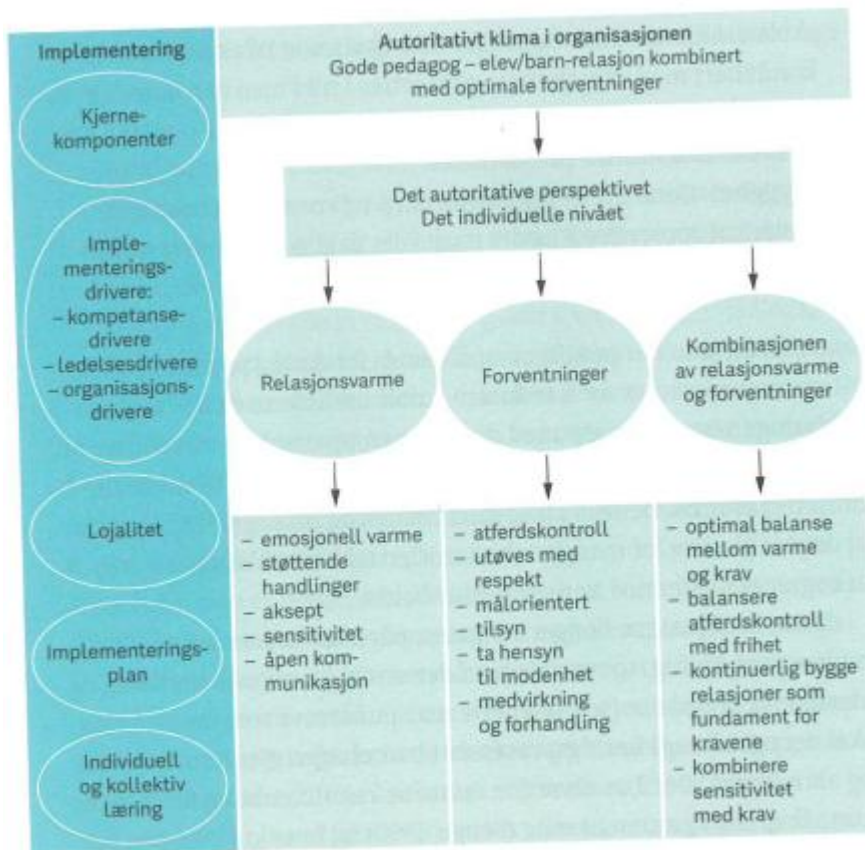 Implementering
Kjerne-
komponenter
Imple-
menterings-
drivere:
– kompetanse-
drivere
– ledelsesdrivere
– organisasjons-
drivere
Lojalitet
Implementerings-
plan
Individuell
og kollektiv
læring
Autoritativt klima i organisasjonen
Gode pedagog – elev/barn-relasjon kombinert
med optimale forventninger
Det autoritative perspektivet
Det individuelle nivået
Relasjonsvarme
Forventninger
Kombinasjonen
av relasjonsvarme
og forventninger
– emosjonell varme
– støttende
handlinger
– aksept
– sensitivitet
– åpen kom-
munikasjon
– atferdskontroll
– utøves med
respekt
– målorientert
– tilsyn
– ta hensyn
til modenhet
– medvirkning
og forhandling
– optimal balanse
mellom varme
og krav
– balansere
atferdskontroll
med frihet
– kontinuerlig bygge
relasjoner som
fundament for
kravene
– kombinere
sensitivitet
med krav